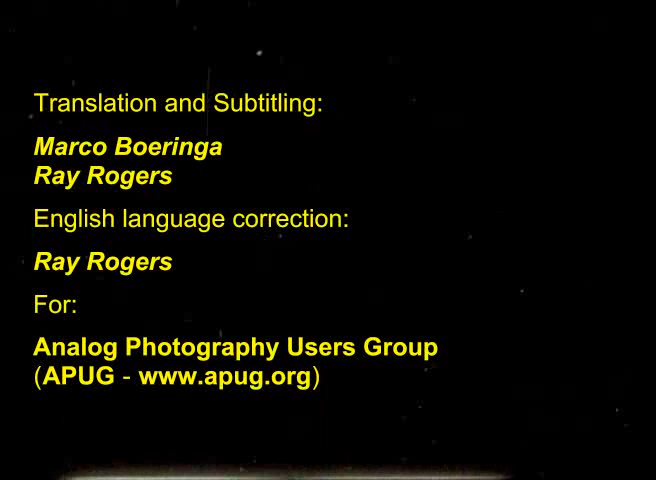 Translation and Subtitling:
Marco Boeringa
Ray Rogers
English language correction:
Ray Rogers
For:
Analog Photography Users Group
(APUG - www.apug.org)